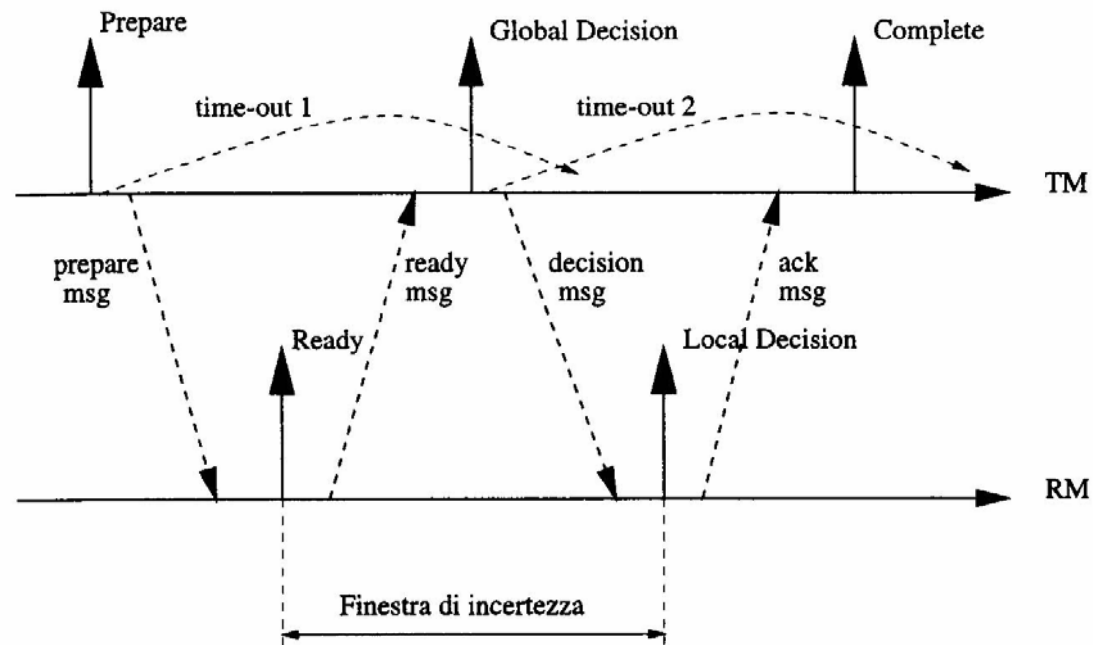 Prepare
Global Decision
Complete
time-out 1
time-out 2
TM
prepare
msg
ready
msg
decision
msg
ack
msg
Ready
Local Decision
RM
Finestra di incertezza